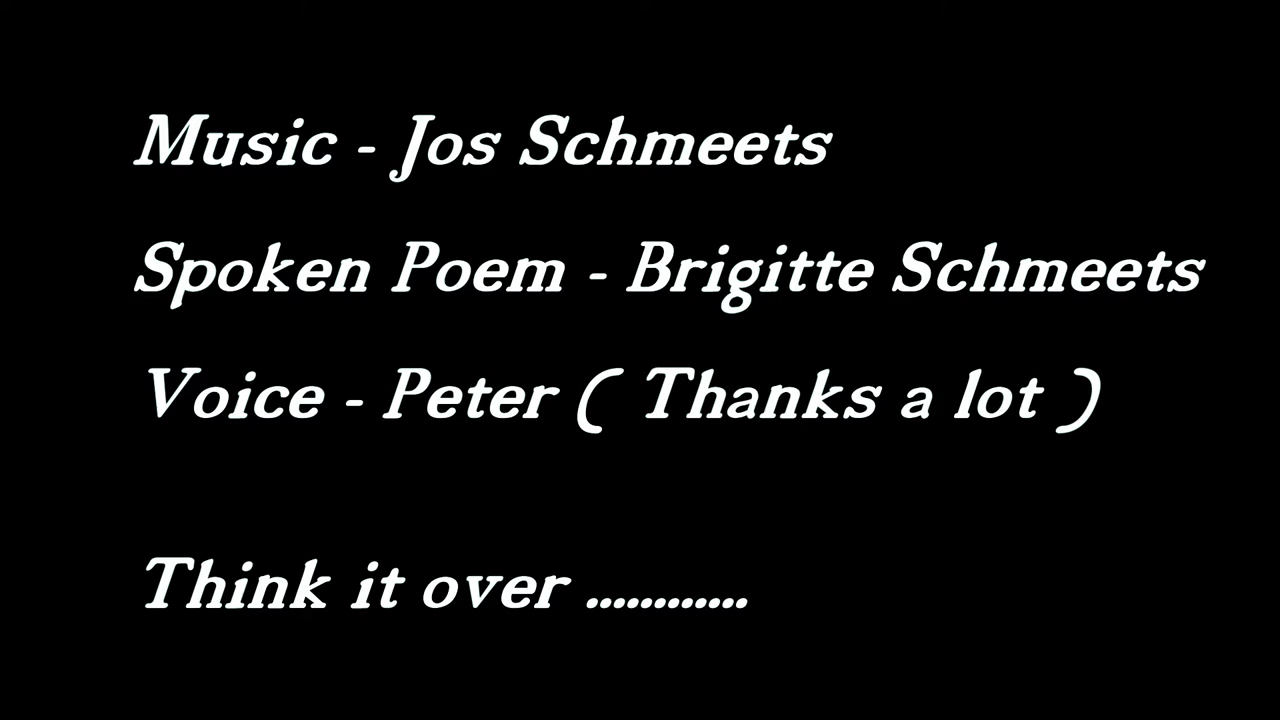 Music - Jos Schmeets
Spoken Poem - Brigitte Schmeets
Voice - Peter ( Thanks a lot )
Think it over ............